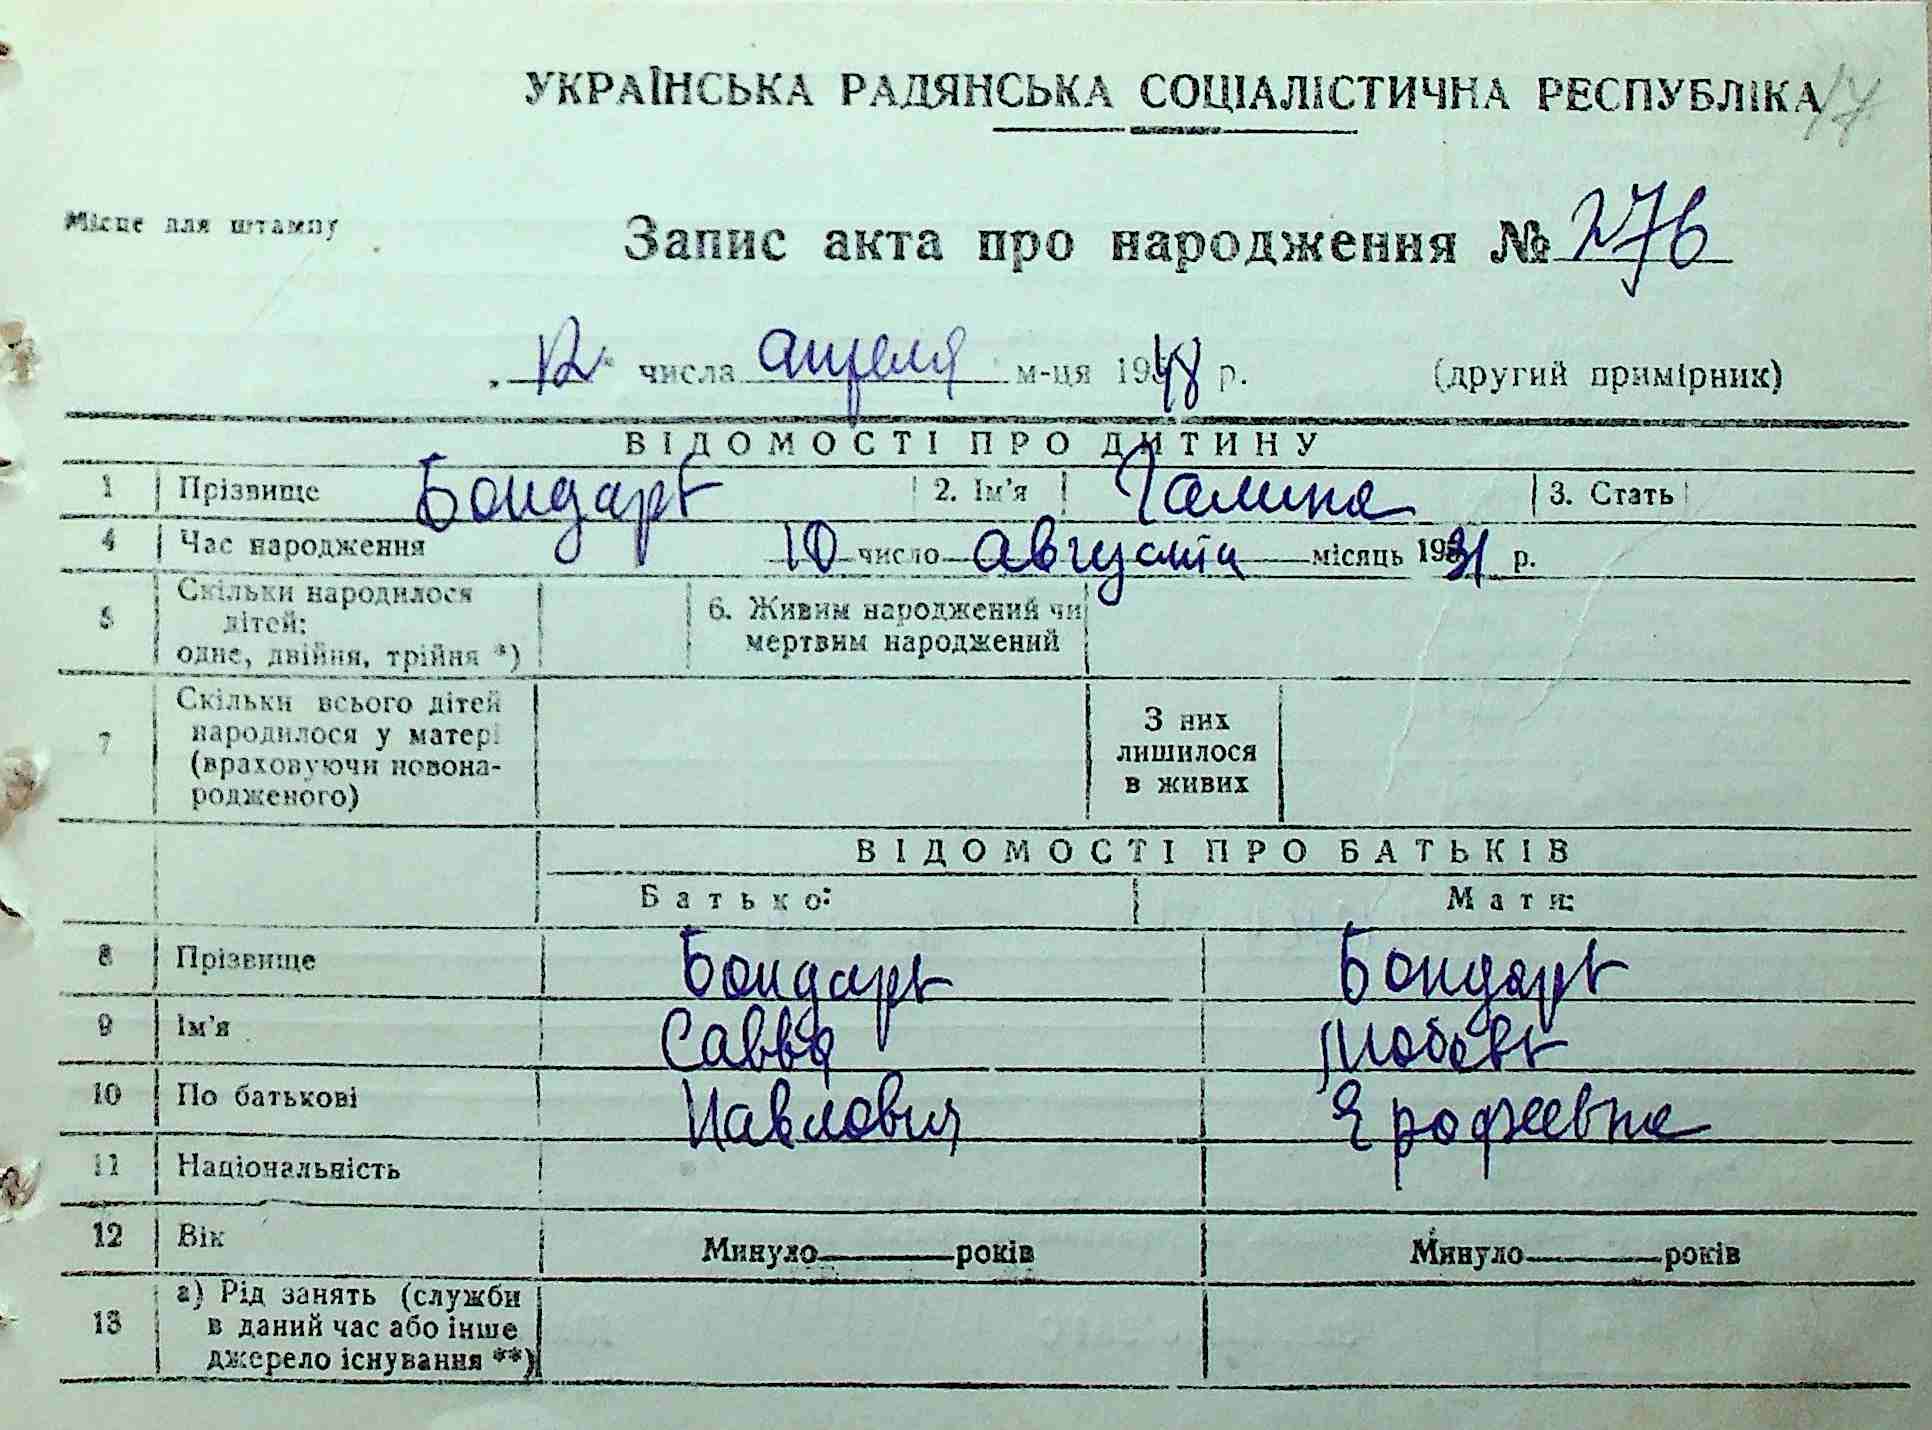 УКРАЇНСЬКА РАДЯНСЬКА СОЦІАЛІСТИЧНА РЕСПУБЛІКА 17
Місце для штампу
Запис акта про народження № 276
„12" числа апреля м-ця 1948 р. (другий примірник)
ВІДОМОСТІ ПРО ДИТИНУ
1 Прізвище Бондарь 2. Ім'я Галина 3. Стать
4 Час народження 10 число августа місяць 1931 р.
5 Скільки народилося дітей: одне, двійня, трійня *) 6. Живим народжений чи мертвим народжений
7 Скільки всього дітей народилося у матері (враховуючи новона-родженого) З них лишилося в живих
ВІДОМОСТІ ПРО БАТЬКІВ
Батько: Мати:
8 Прізвище Бондарь Бондарь
9 Ім'я Савва Любовь
10 По батькові Павлович Ерофеевна
11 Національність
12 Вік Минуло років Минуло років
13 а) Рід занять (служби в даний час або інше джерело існування **)